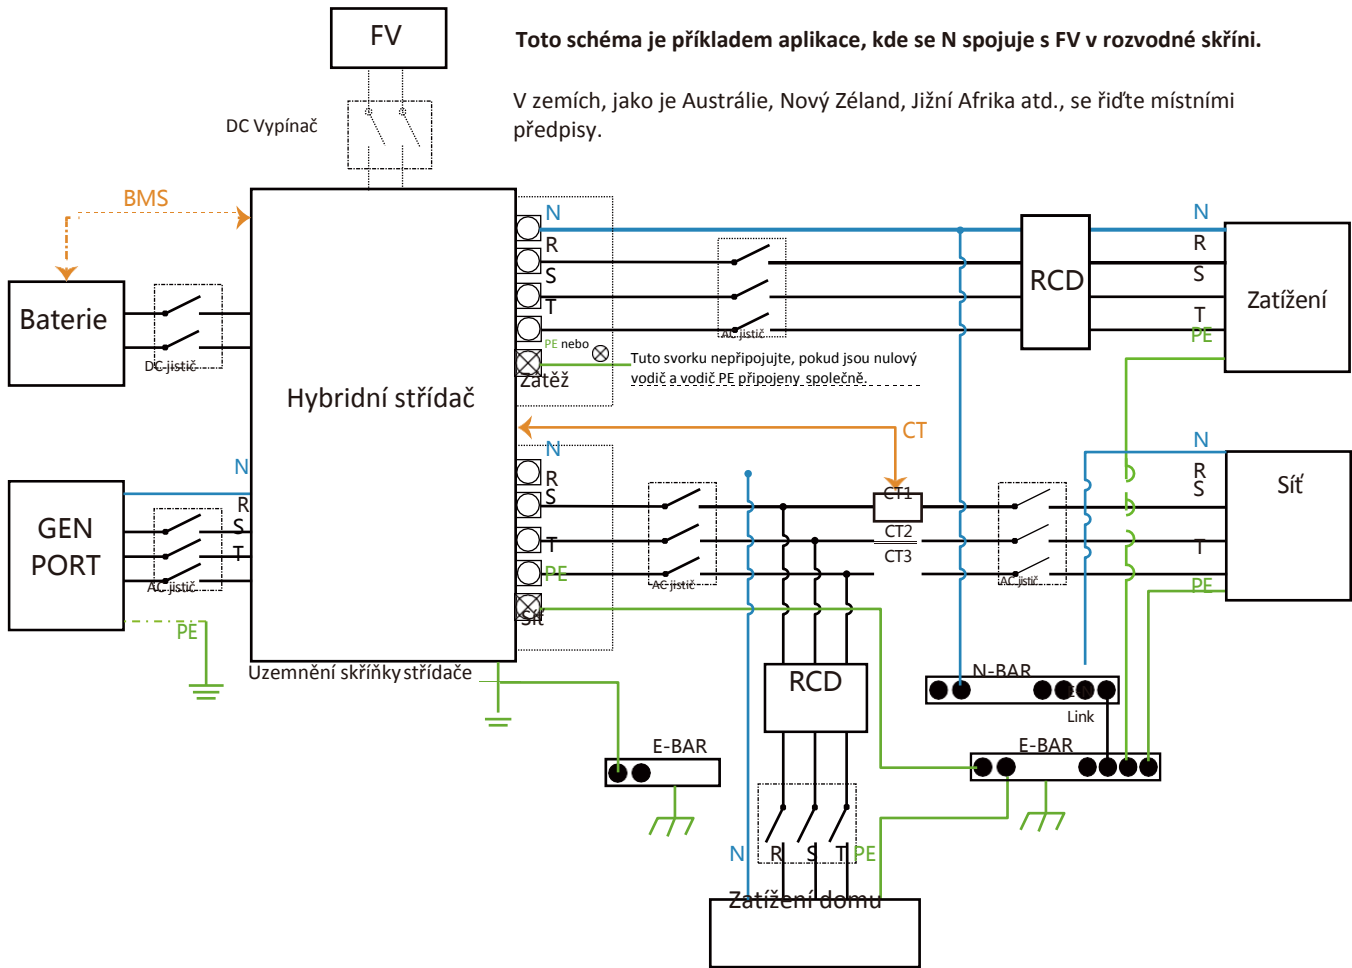 FV
Toto schéma je příkladem aplikace, kde se N spojuje s FV v rozvodné skříni.
V zemích, jako je Austrálie, Nový Zéland, Jižní Afrika atd., se řiďte místními
předpisy.
DC Vypínač
BMS
N
R
S
T
PE nebo
Zátěž
AC jistič
Tuto svorku nepřipojujte, pokud jsou nulový
vodič a vodič PE připojeny společně.
RCD
N
R
S
T
PE
Zatížení
Baterie
DC jistič
Hybridní střídač
CT
N
R
S
T
PE
Síť
AC jistič
CT1
CT2
CT3
AC jistič
N
R
S
T
PE
Síť
GEN
PORT
N
R
S
T
AC jistič
PE
Uzemnění skříňky střídače
RCD
N-BAR
Link
E-BAR
E-BAR
N
R
S
T
PE
Zatížení domu